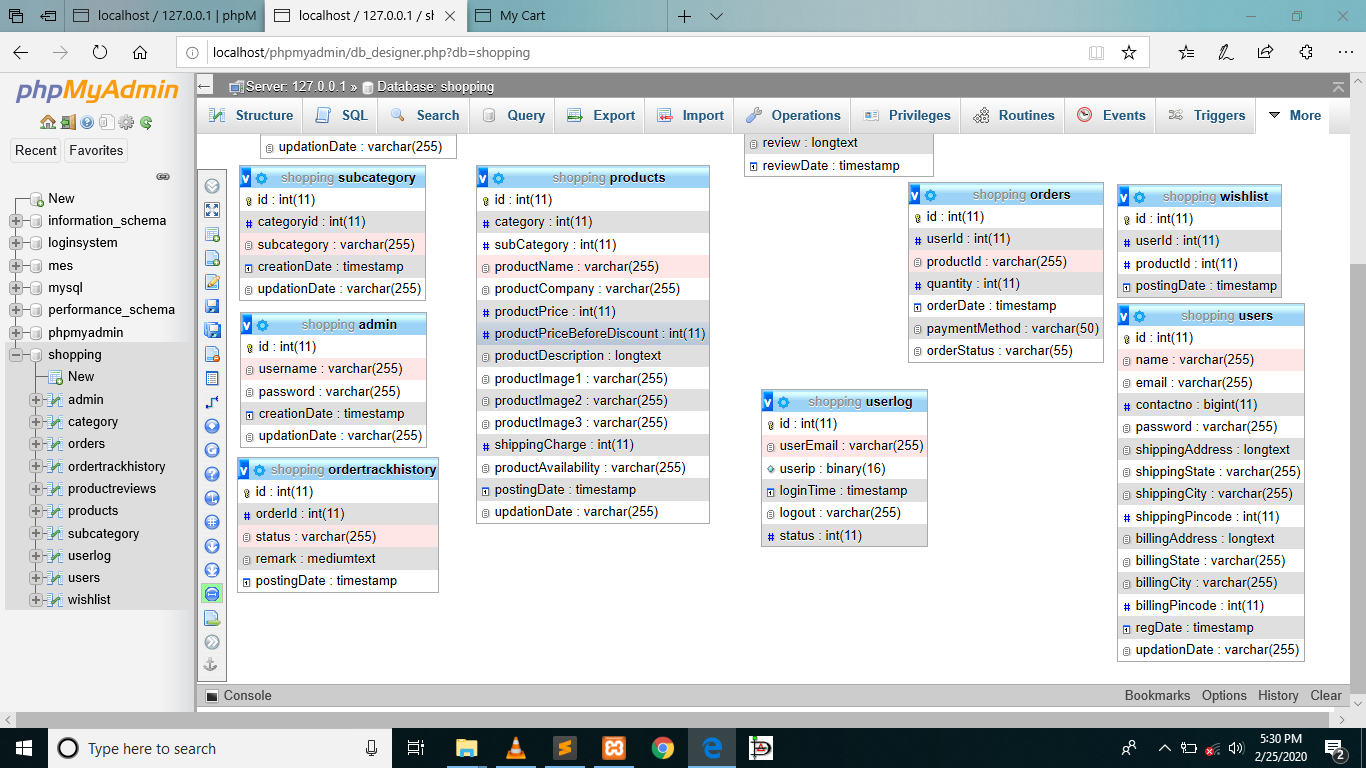 localhost / 127.0.0.1 | phpM
localhost / 127.0.0.1 / sh
My Cart
localhost/phpmyadmin/db_designer.php?db=shopping
phpMyAdmin
Recent
Favorites
New
information_schema
loginsystem
mes
mysql
performance_schema
phpmyadmin
shopping
New
admin
category
orders
ordertrackhistory
productreviews
products
subcategory
userlog
users
wishlist
Server: 127.0.0.1 » Database: shopping
Structure
SQL
Search
Query
Export
Import
Operations
Privileges
Routines
Events
Triggers
More
updationDate : varchar(255)
shopping subcategory
id : int(11)
categoryid : int(11)
subcategory : varchar(255)
creationDate : timestamp
updationDate : varchar(255)
shopping admin
id : int(11)
username : varchar(255)
password : varchar(255)
creationDate : timestamp
updationDate : varchar(255)
shopping ordertrackhistory
id : int(11)
orderId : int(11)
status : varchar(255)
remark : mediumtext
postingDate : timestamp
shopping products
id : int(11)
category : int(11)
subCategory : int(11)
productName : varchar(255)
productCompany : varchar(255)
productPrice : int(11)
productPriceBeforeDiscount : int(11)
productDescription : longtext
productImage1 : varchar(255)
productImage2 : varchar(255)
productImage3 : varchar(255)
shippingCharge : int(11)
productAvailability : varchar(255)
postingDate : timestamp
updationDate : varchar(255)
review : longtext
reviewDate : timestamp
shopping userlog
id : int(11)
userEmail : varchar(255)
userip : binary(16)
loginTime : timestamp
logout : varchar(255)
status : int(11)
shopping orders
id : int(11)
userId : int(11)
productId : varchar(255)
quantity : int(11)
orderDate : timestamp
paymentMethod : varchar(50)
orderStatus : varchar(55)
shopping wishlist
id : int(11)
userId : int(11)
productId : int(11)
postingDate : timestamp
shopping users
id : int(11)
name : varchar(255)
email : varchar(255)
contactno : bigint(11)
password : varchar(255)
shippingAddress : longtext
shippingState : varchar(255)
shippingCity : varchar(255)
shippingPincode : int(11)
billingAddress : longtext
billingState : varchar(255)
billingCity : varchar(255)
billingPincode : int(11)
regDate : timestamp
updationDate : varchar(255)
Console
Bookmarks
Options
History
Clear
Type here to search
5:30 PM
2/25/2020
2